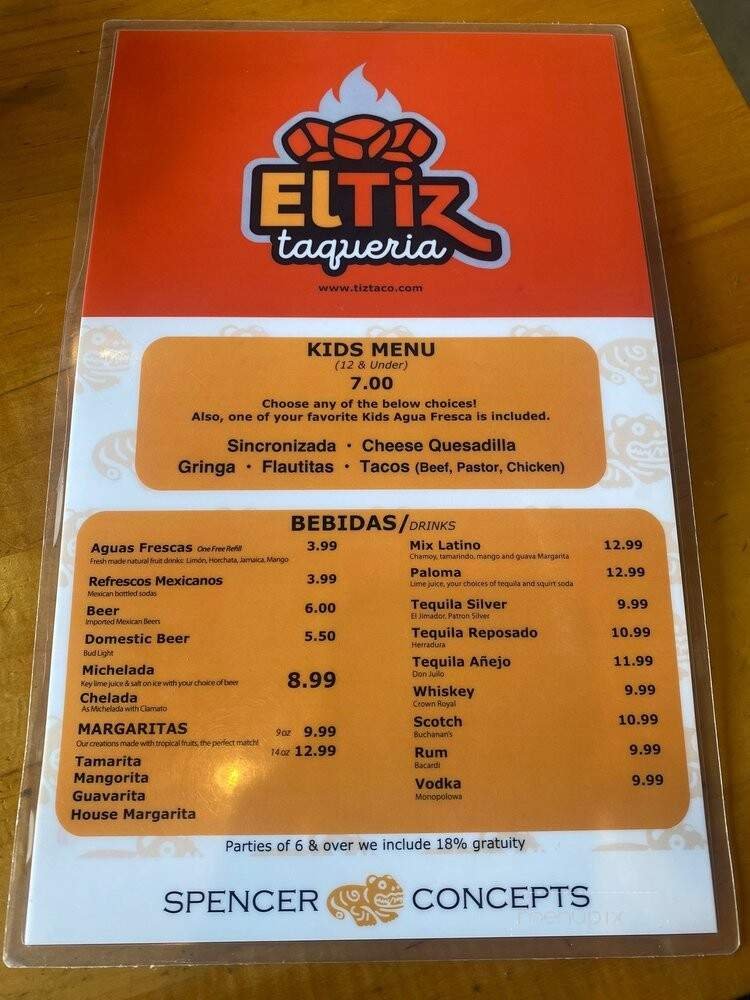 ElTiz
taqueria
www.tiztaco.com
KIDS MENU
(12 & Under)
7.00
Choose any of the below choices!
Also, one of your favorite Kids Agua Fresca is included.
Sincronizada · Cheese Quesadilla
Gringa · Flautitas · Tacos (Beef, Pastor, Chicken)
BEBIDAS/DRINKS
Aguas Frescas One Free Refill 3.99
Fresh made natural fruit drinks: Limón, Horchata, Jamaica, Mango
Refrescos Mexicanos 3.99
Mexican bottled sodas
Beer 6.00
Imported Mexican Beers
Domestic Beer 5.50
Bud Light
Michelada 8.99
Key lime juice & salt on ice with your choice of beer
Chelada
As Michelada with Clamato
MARGARITAS 9 oz 9.99
Our creations made with tropical fruits, the perfect match! 14 oz 12.99
Tamarita
Mangorita
Guavarita
House Margarita
Mix Latino 12.99
Chamoy, tamarindo, mango and guava Margarita
Paloma 12.99
Lime juice, your choices of tequila and squirt soda
Tequila Silver 9.99
El Jimador, Patron Silver
Tequila Reposado 10.99
Herradura
Tequila Añejo 11.99
Don Julio
Whiskey 9.99
Crown Royal
Scotch 10.99
Buchanan's
Rum 9.99
Bacardi
Vodka 9.99
Monopolowa
Parties of 6 & over we include 18% gratuity
SPENCER CONCEPTS
menupix